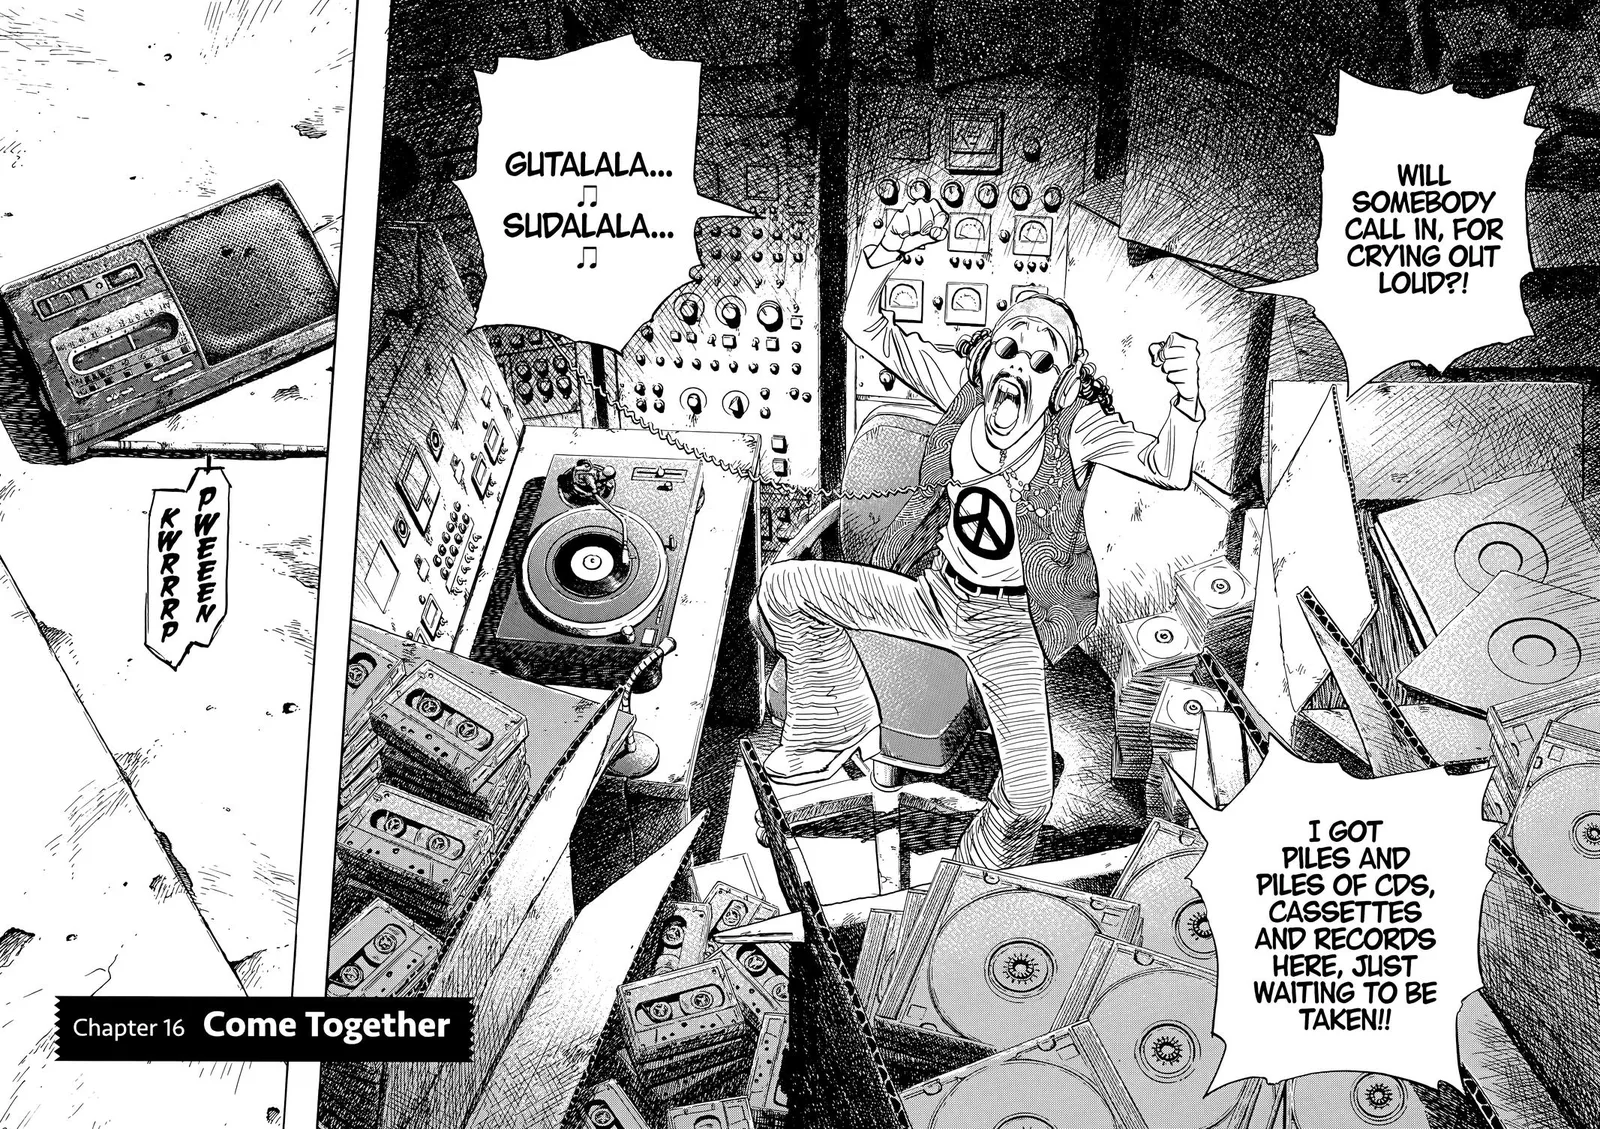 WILL
SOMEBODY
CALL IN, FOR
CRYING OUT
LOUD?!
I GOT
PILES AND
PILES OF CDS,
CASSETTES
AND RECORDS
HERE, JUST
WAITING TO BE
TAKEN!!
GUTALALA...
♫
SUDALALA...
♫
PWEEEN
KWRRRP
Chapter 16 Come Together